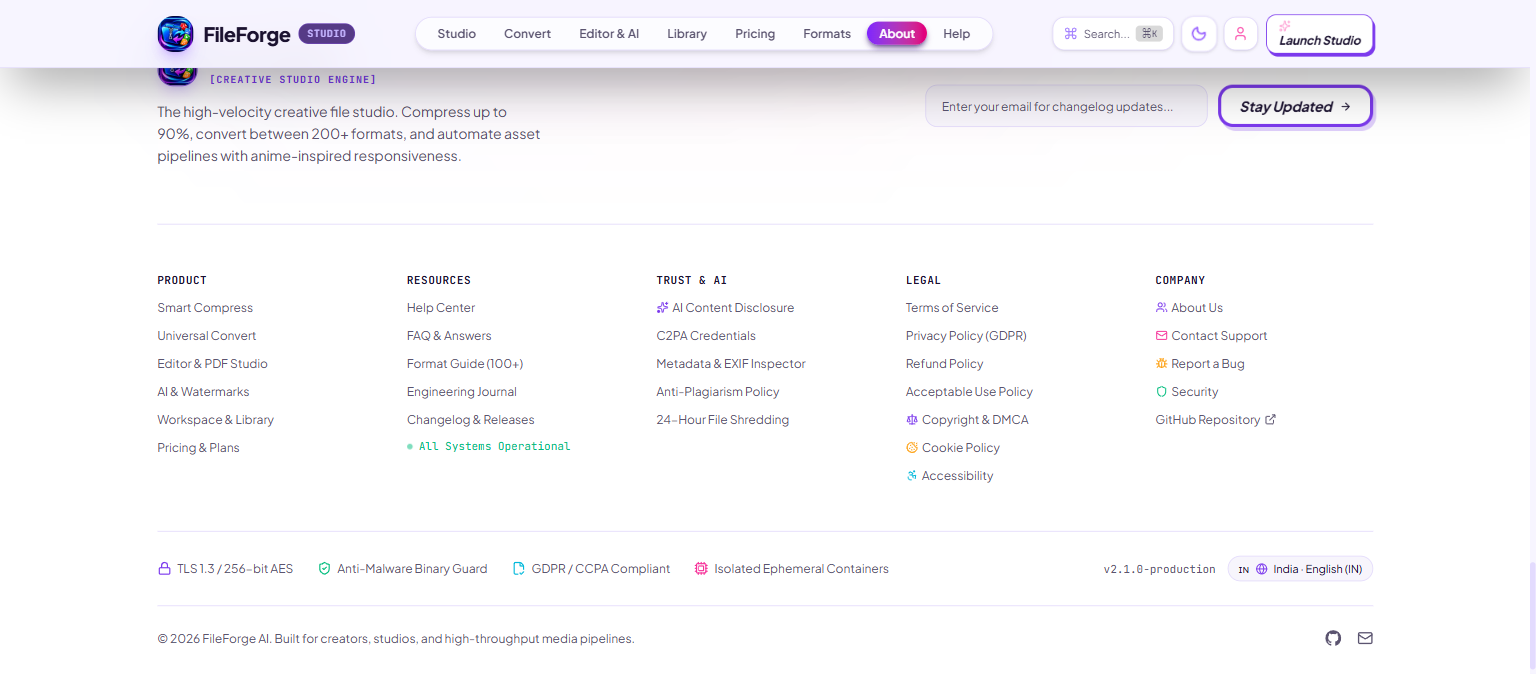 FileForge STUDIO
Studio Convert Editor & AI Library Pricing Formats About Help
Search... ⌘K
Launch Studio
[CREATIVE STUDIO ENGINE]
The high-velocity creative file studio. Compress up to
90%, convert between 200+ formats, and automate asset
pipelines with anime-inspired responsiveness.
Enter your email for changelog updates...
Stay Updated →
PRODUCT
Smart Compress
Universal Convert
Editor & PDF Studio
AI & Watermarks
Workspace & Library
Pricing & Plans
RESOURCES
Help Center
FAQ & Answers
Format Guide (100+)
Engineering Journal
Changelog & Releases
All Systems Operational
TRUST & AI
AI Content Disclosure
C2PA Credentials
Metadata & EXIF Inspector
Anti-Plagiarism Policy
24-Hour File Shredding
LEGAL
Terms of Service
Privacy Policy (GDPR)
Refund Policy
Acceptable Use Policy
Copyright & DMCA
Cookie Policy
Accessibility
COMPANY
About Us
Contact Support
Report a Bug
Security
GitHub Repository
TLS 1.3 / 256-bit AES
Anti-Malware Binary Guard
GDPR / CCPA Compliant
Isolated Ephemeral Containers
v2.1.0-production
IN India · English (IN)
© 2026 FileForge AI. Built for creators, studios, and high-throughput media pipelines.